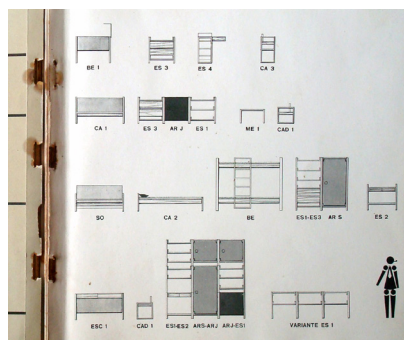 BE 1 ES 3 ES 4 CA 3
CA 1 ES 3 AR J ES 1 ME 1 CAD 1
SO CA 2 BE ES1-ES3 AR S ES 2
ESC 1 CAD 1 ES1-ES2 ARS-ARJ ARJ-ES1 VARIANTE ES 1